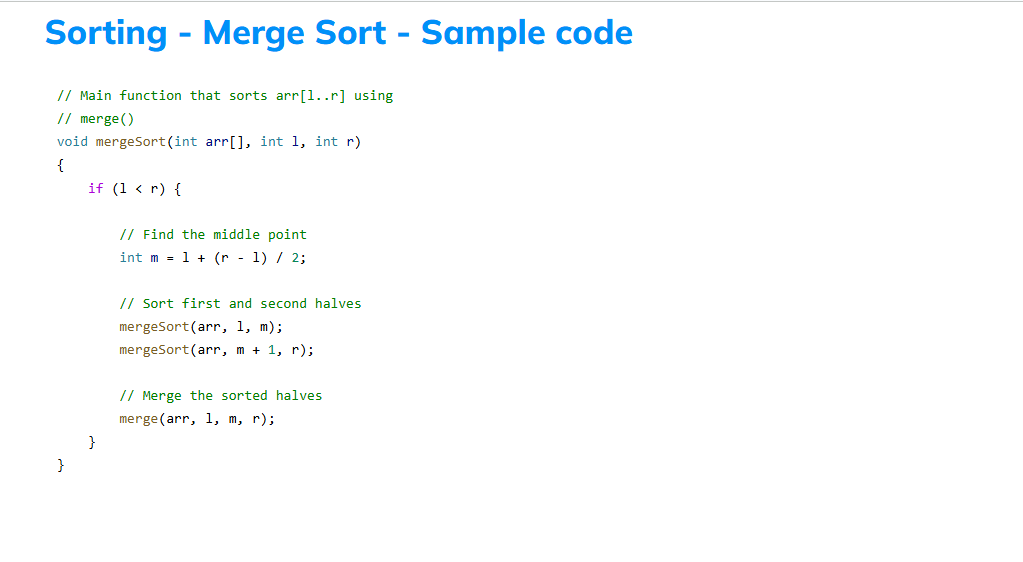 Sorting - Merge Sort - Sample code
// Main function that sorts arr[l..r] using
// merge()
void mergeSort(int arr[], int l, int r)
{
if (l < r) {
// Find the middle point
int m = l + (r - l) / 2;
// Sort first and second halves
mergeSort(arr, l, m);
mergeSort(arr, m + 1, r);
// Merge the sorted halves
merge(arr, l, m, r);
}
}